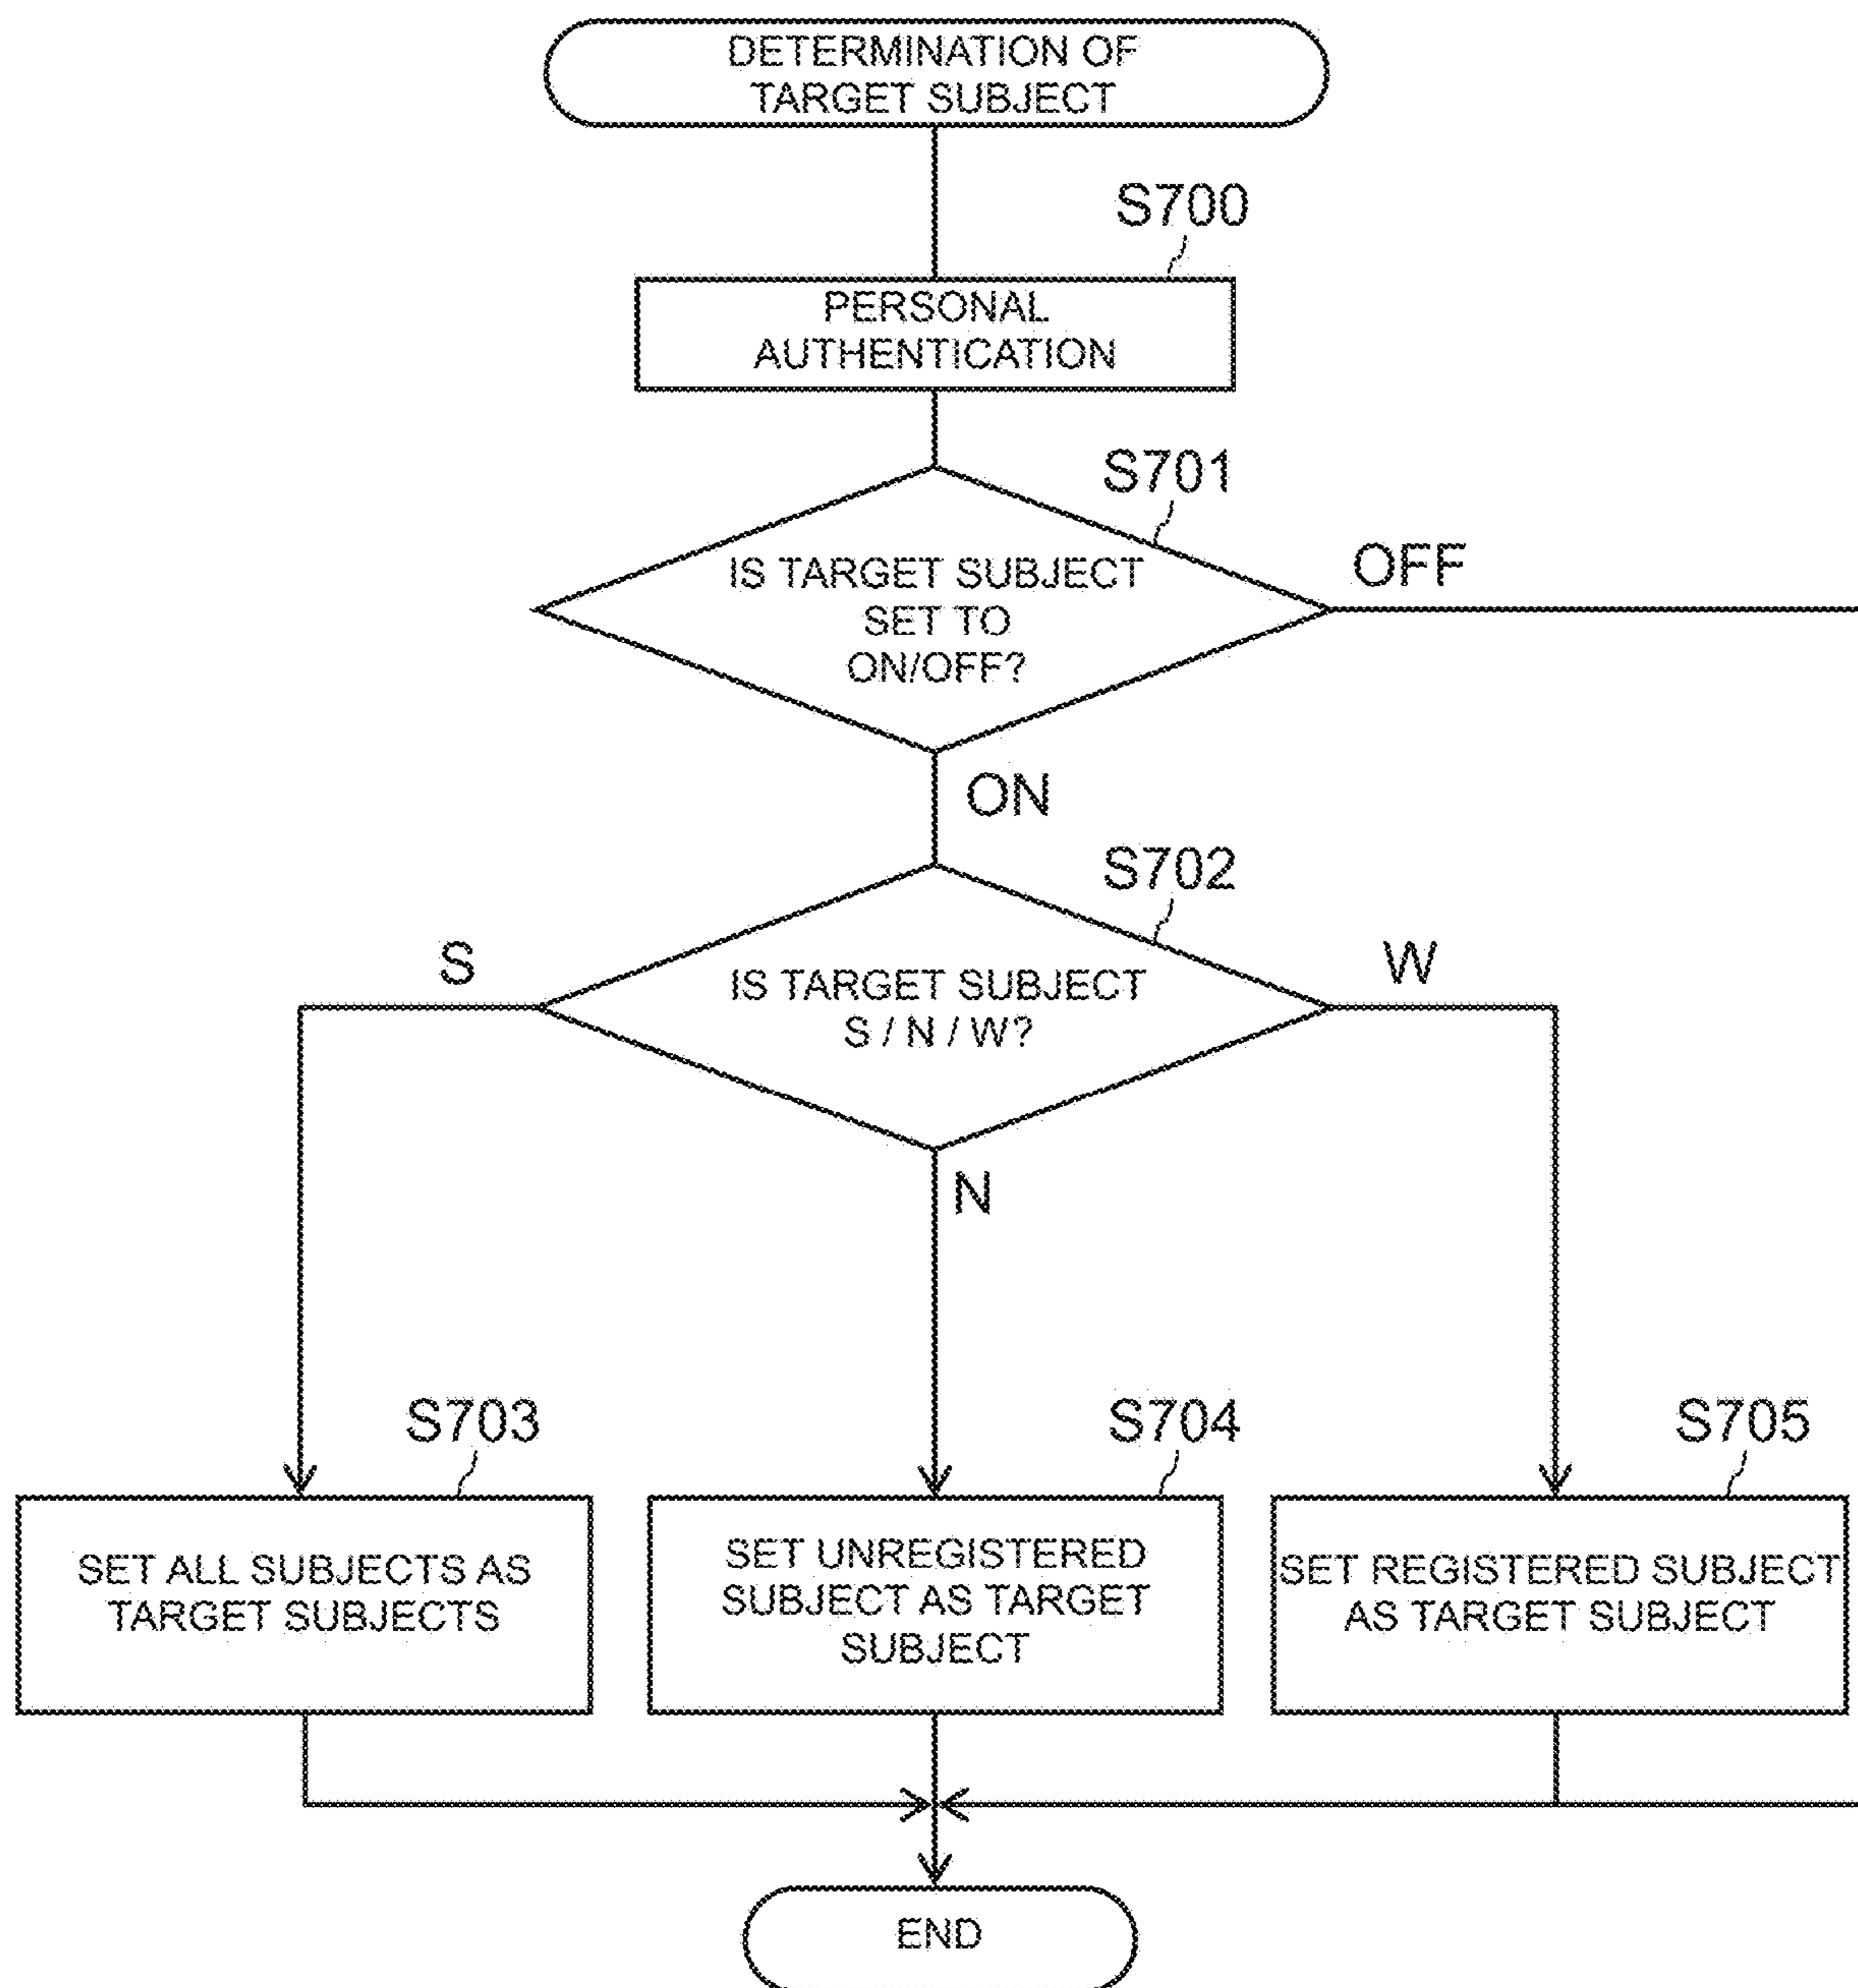 DETERMINATION OF
TARGET SUBJECT
S700
PERSONAL
AUTHENTICATION
S701
IS TARGET SUBJECT
SET TO
ON/OFF?
OFF
ON
S702
S
IS TARGET SUBJECT
S / N / W?
W
N
S703
SET ALL SUBJECTS AS
TARGET SUBJECTS
S704
SET UNREGISTERED
SUBJECT AS TARGET
SUBJECT
S705
SET REGISTERED SUBJECT
AS TARGET SUBJECT
END